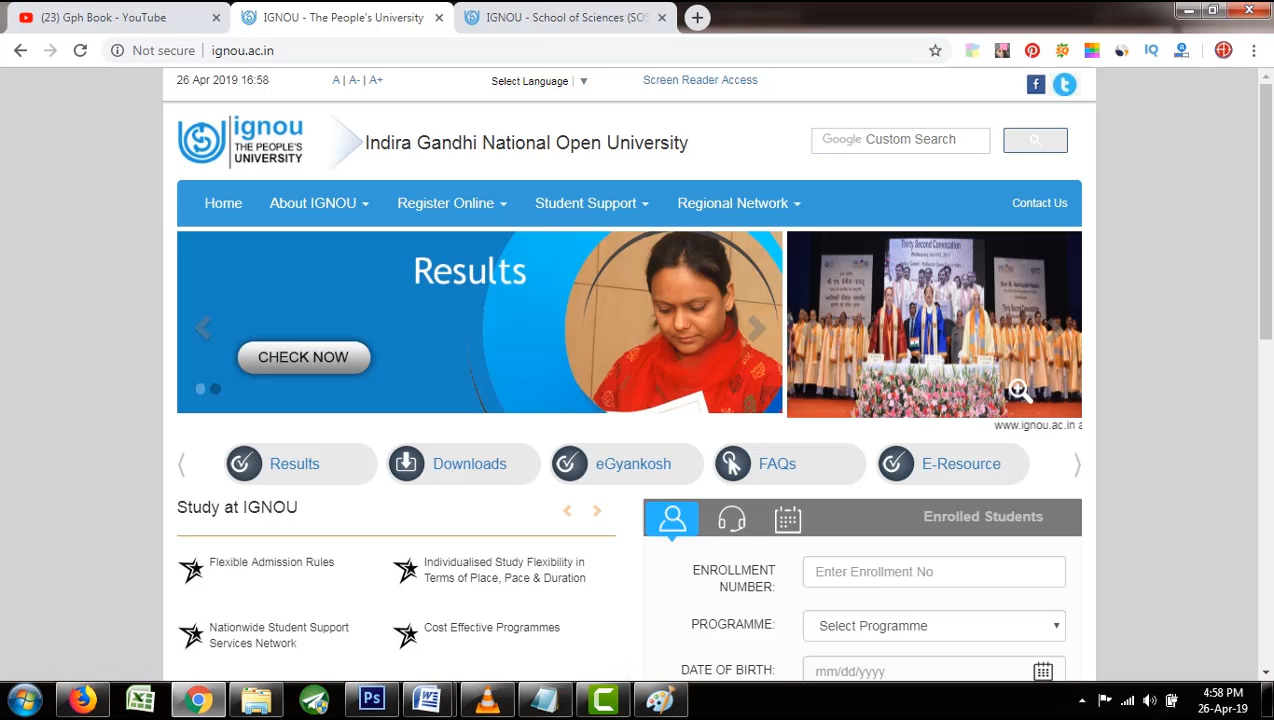 (23) Gph Book - YouTube
IGNOU - The People's University
IGNOU - School of Sciences (SOS
Not secure | ignou.ac.in
26 Apr 2019 16:58
A | A- | A+
Select Language ▼
Screen Reader Access
ignou
THE PEOPLE'S
UNIVERSITY
Indira Gandhi National Open University
Google Custom Search
Home
About IGNOU
Register Online
Student Support
Regional Network
Contact Us
Results
CHECK NOW
Thirty Second Convocation
www.ignou.ac.in a
Results
Downloads
eGyankosh
FAQs
E-Resource
Study at IGNOU
Enrolled Students
Flexible Admission Rules
Individualised Study Flexibility in
Terms of Place, Pace & Duration
Nationwide Student Support
Services Network
Cost Effective Programmes
ENROLLMENT
NUMBER:
Enter Enrollment No
PROGRAMME:
Select Programme
DATE OF BIRTH:
mm/dd/yyyy
4:58 PM
26-Apr-19